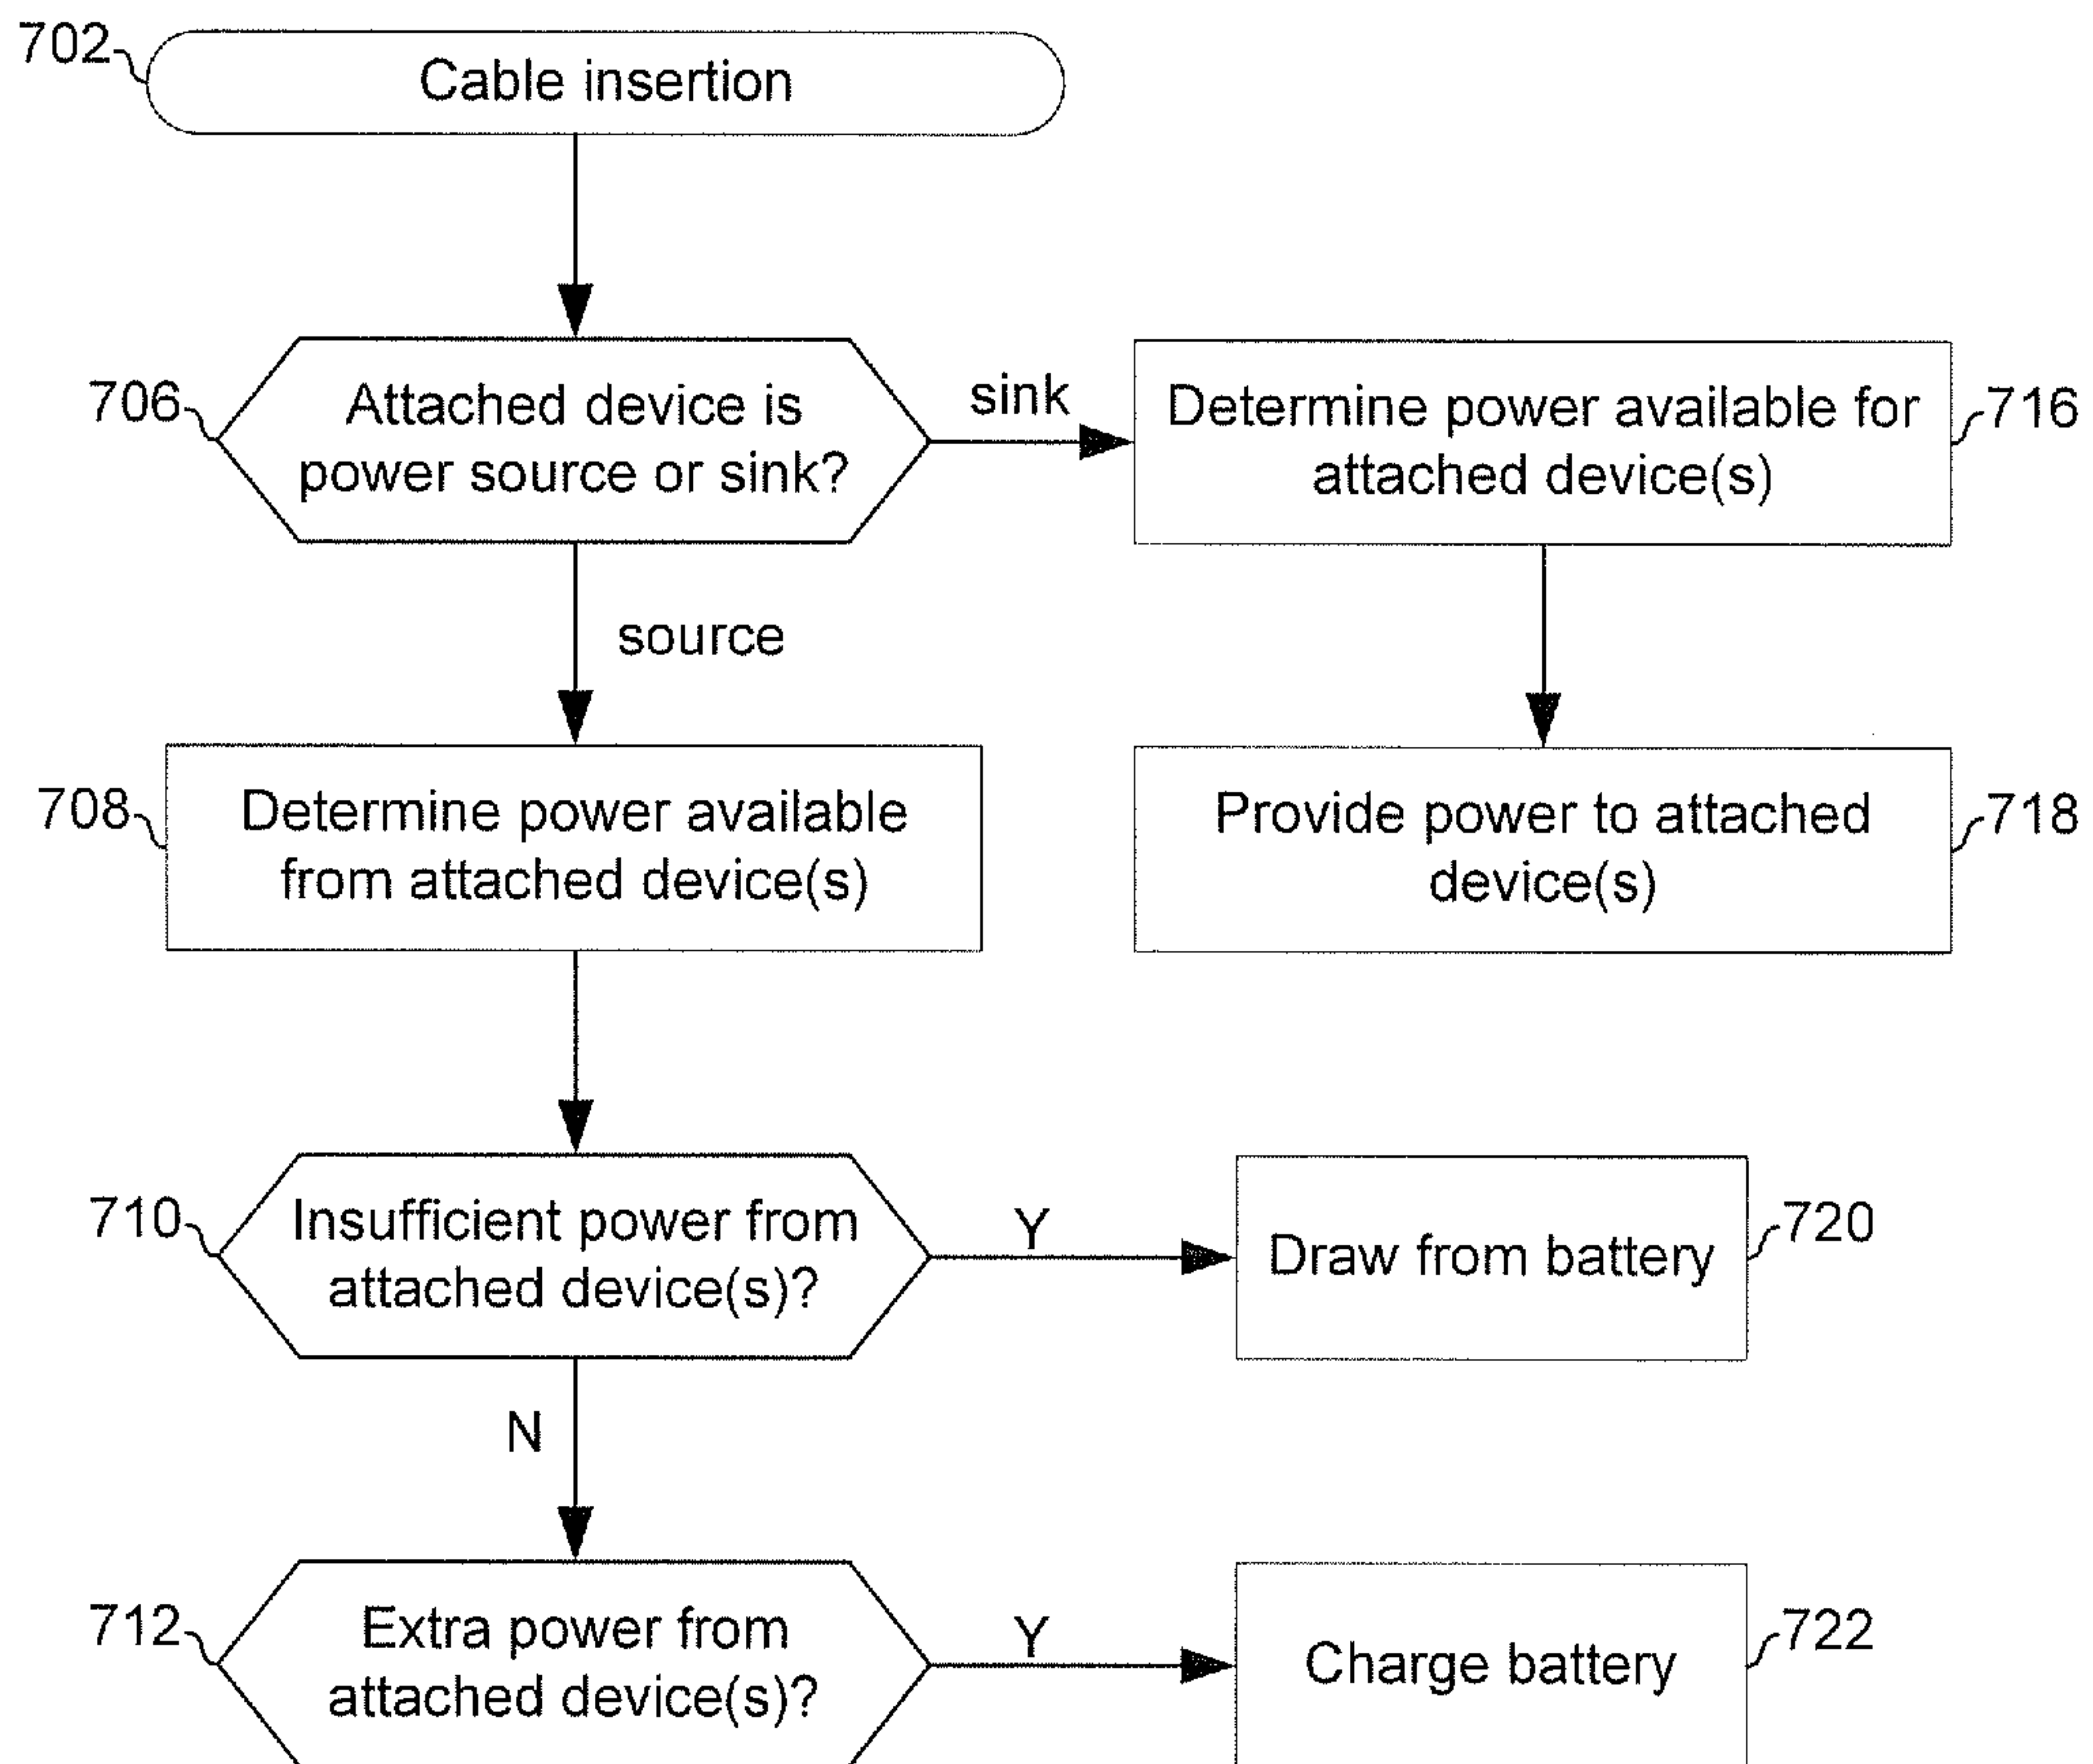 702
Cable insertion
706
Attached device is
power source or sink?
sink
Determine power available for
attached device(s)
716
source
708
Determine power available
from attached device(s)
Provide power to attached
device(s)
718
710
Insufficient power from
attached device(s)?
Y
Draw from battery
720
N
712
Extra power from
attached device(s)?
Y
Charge battery
722